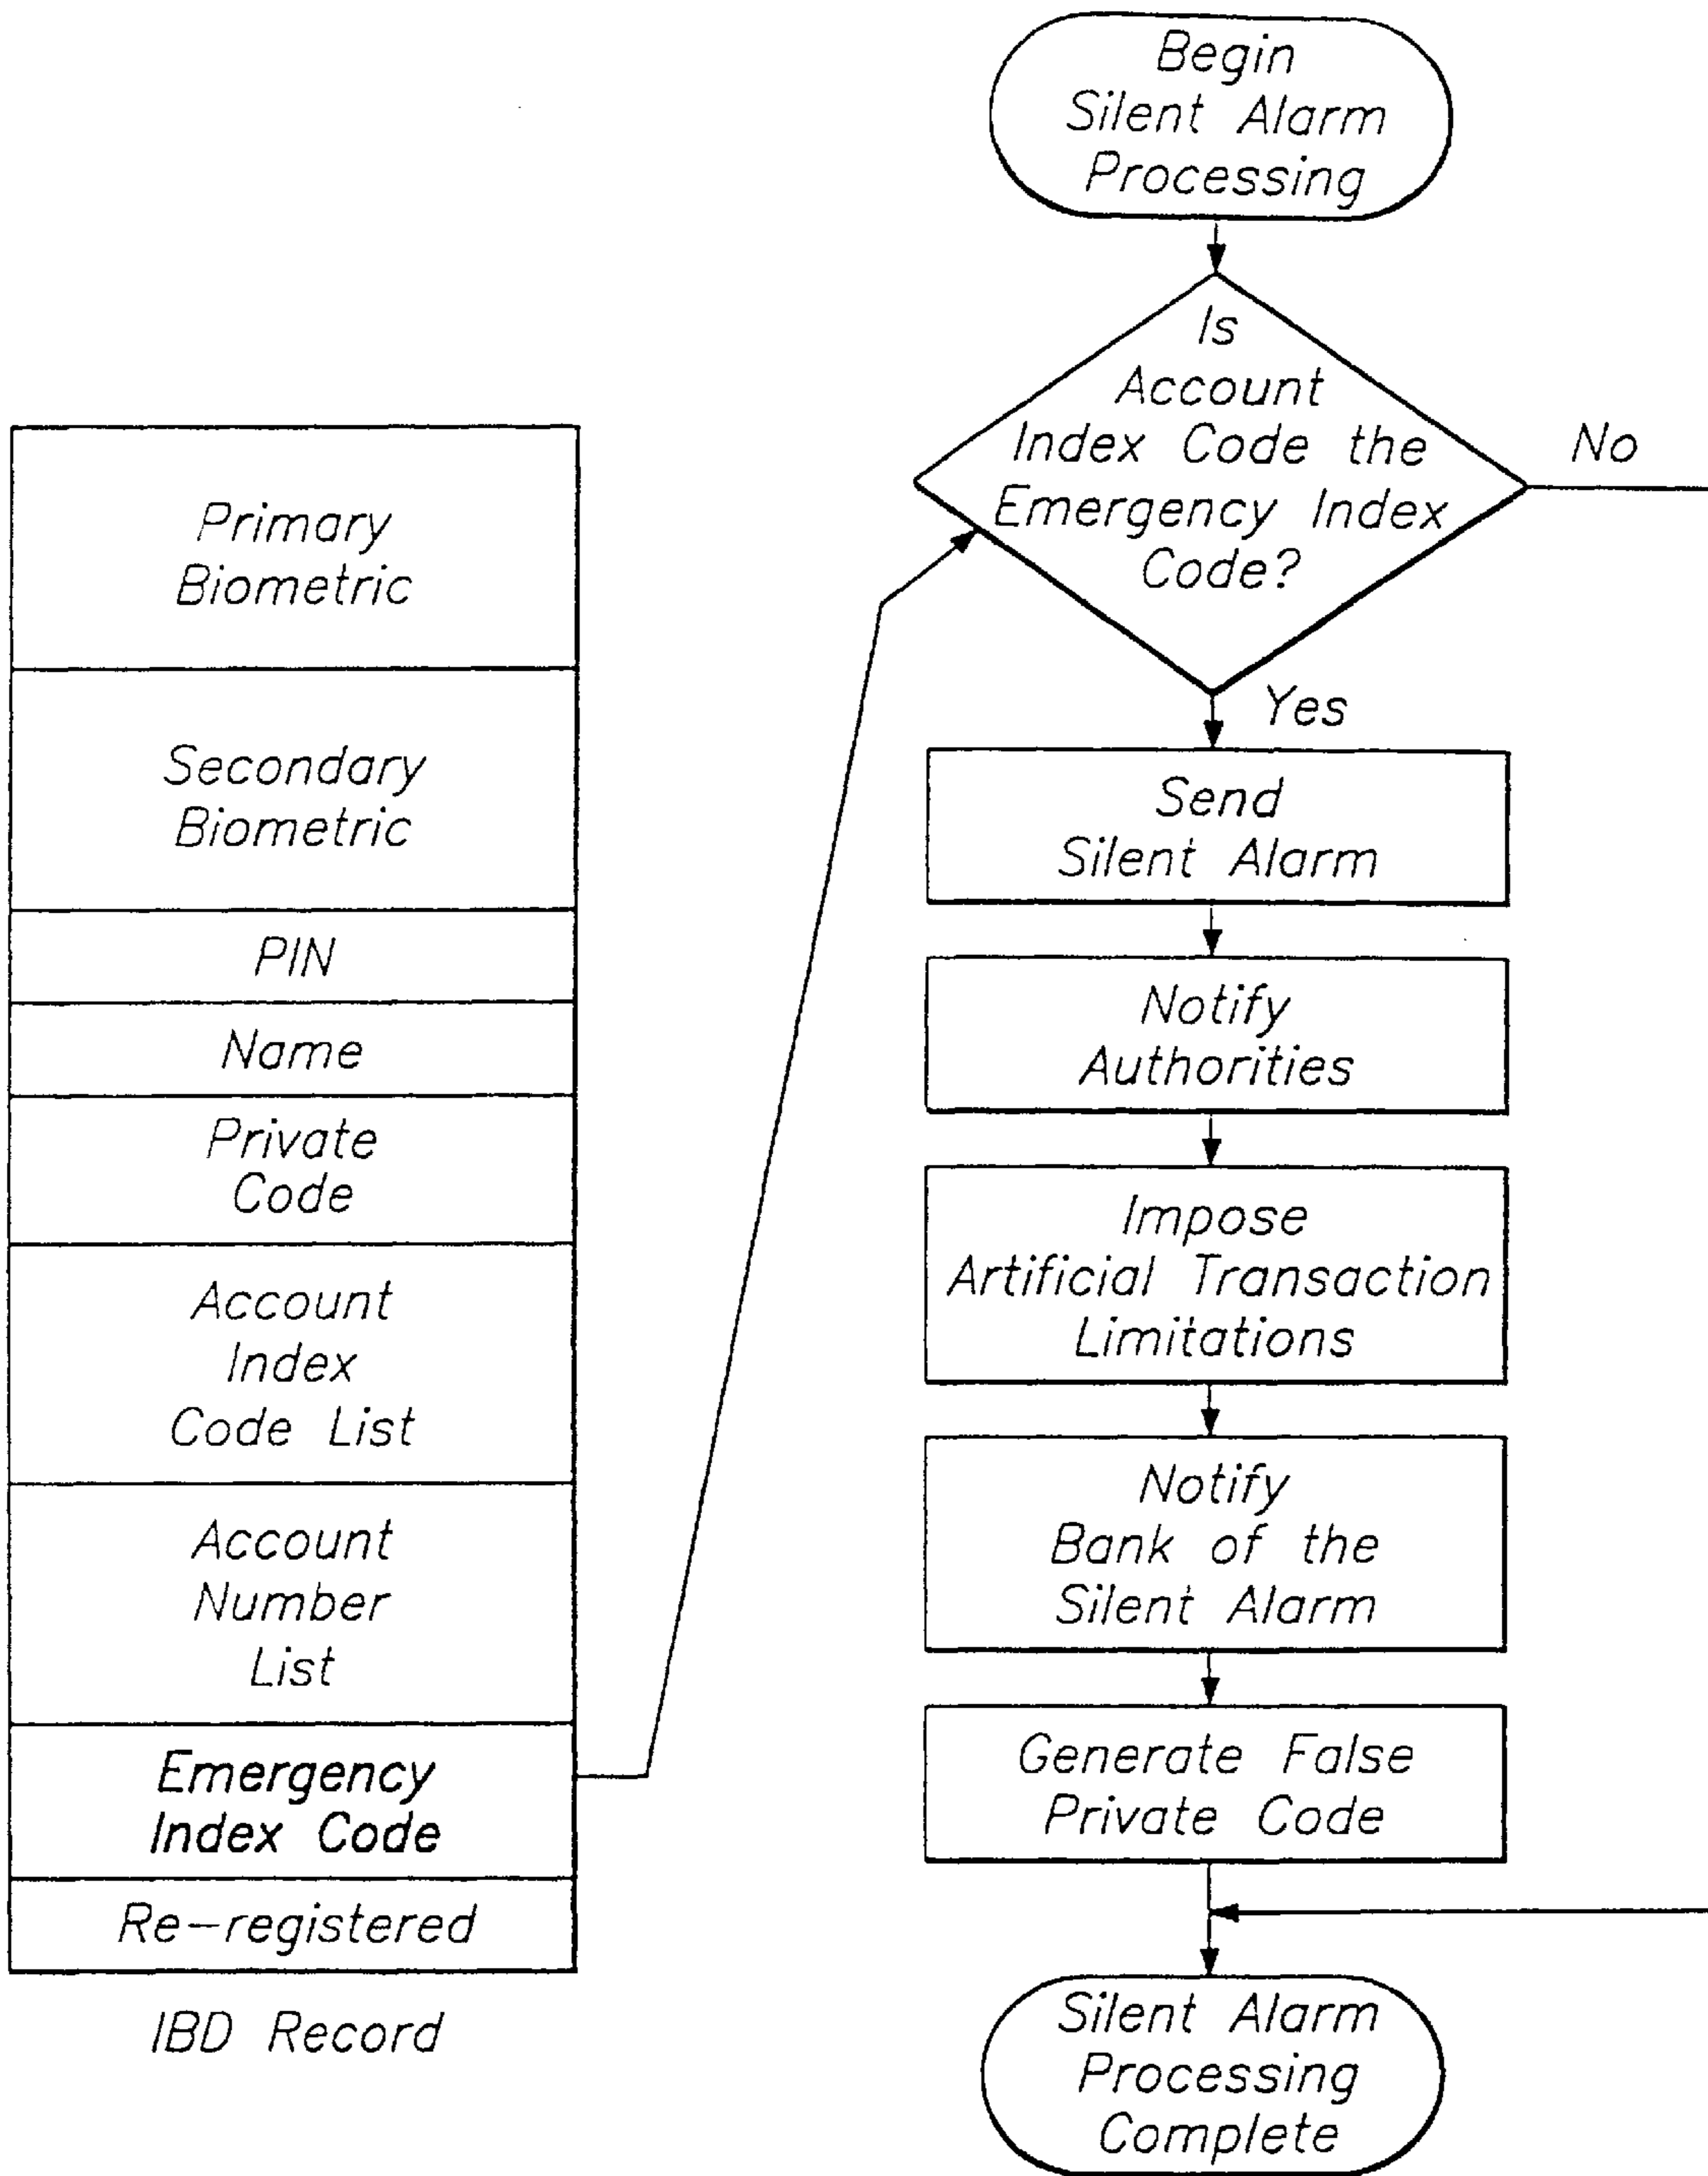 Primary
Biometric
Secondary
Biometric
PIN
Name
Private
Code
Account
Index
Code List
Account
Number
List
Emergency
Index Code
Re-registered
IBD Record
Begin
Silent Alarm
Processing
Is
Account
Index Code the
Emergency Index
Code?
No
Yes
Send
Silent Alarm
Notify
Authorities
Impose
Artificial Transaction
Limitations
Notify
Bank of the
Silent Alarm
Generate False
Private Code
Silent Alarm
Processing
Complete